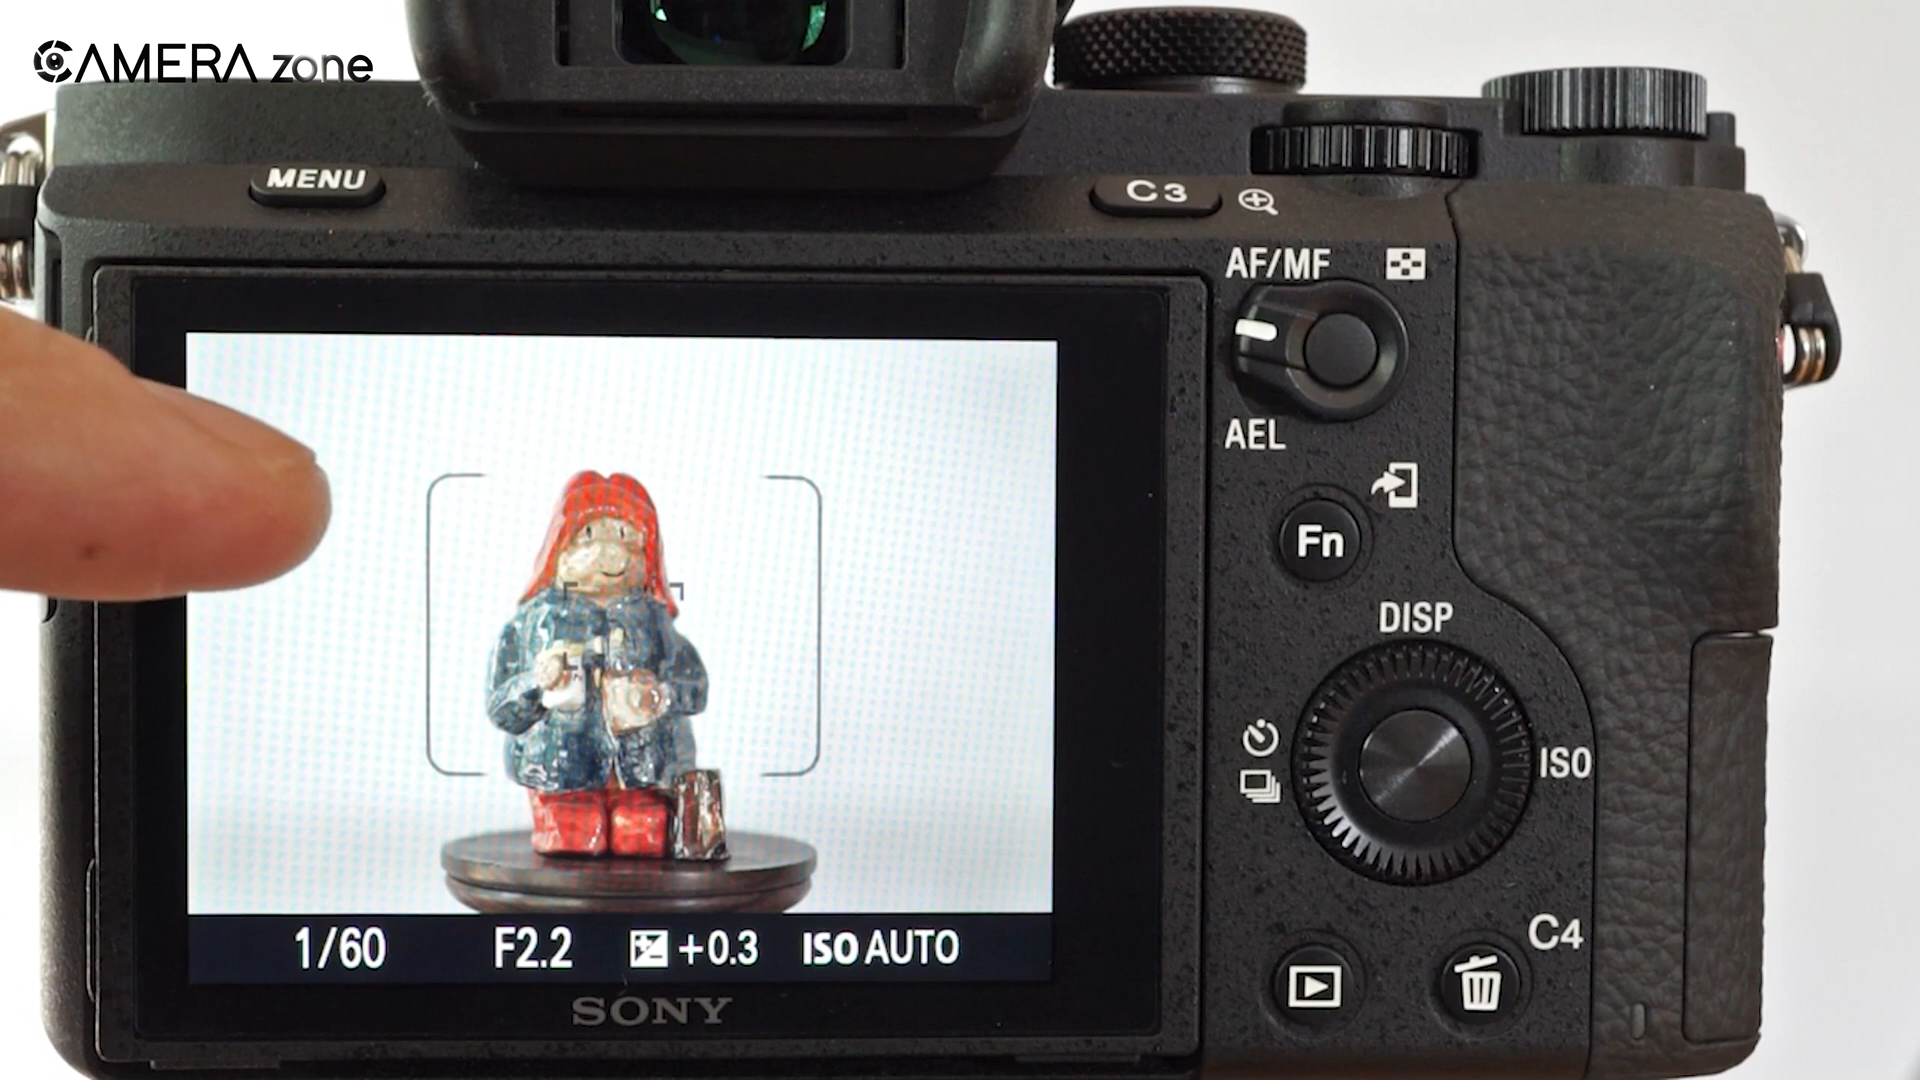 CAMERA zone
MENU
C3
AF/MF
AEL
Fn
DISP
ISO
1/60 F2.2 +0.3 ISO AUTO
C4
SONY